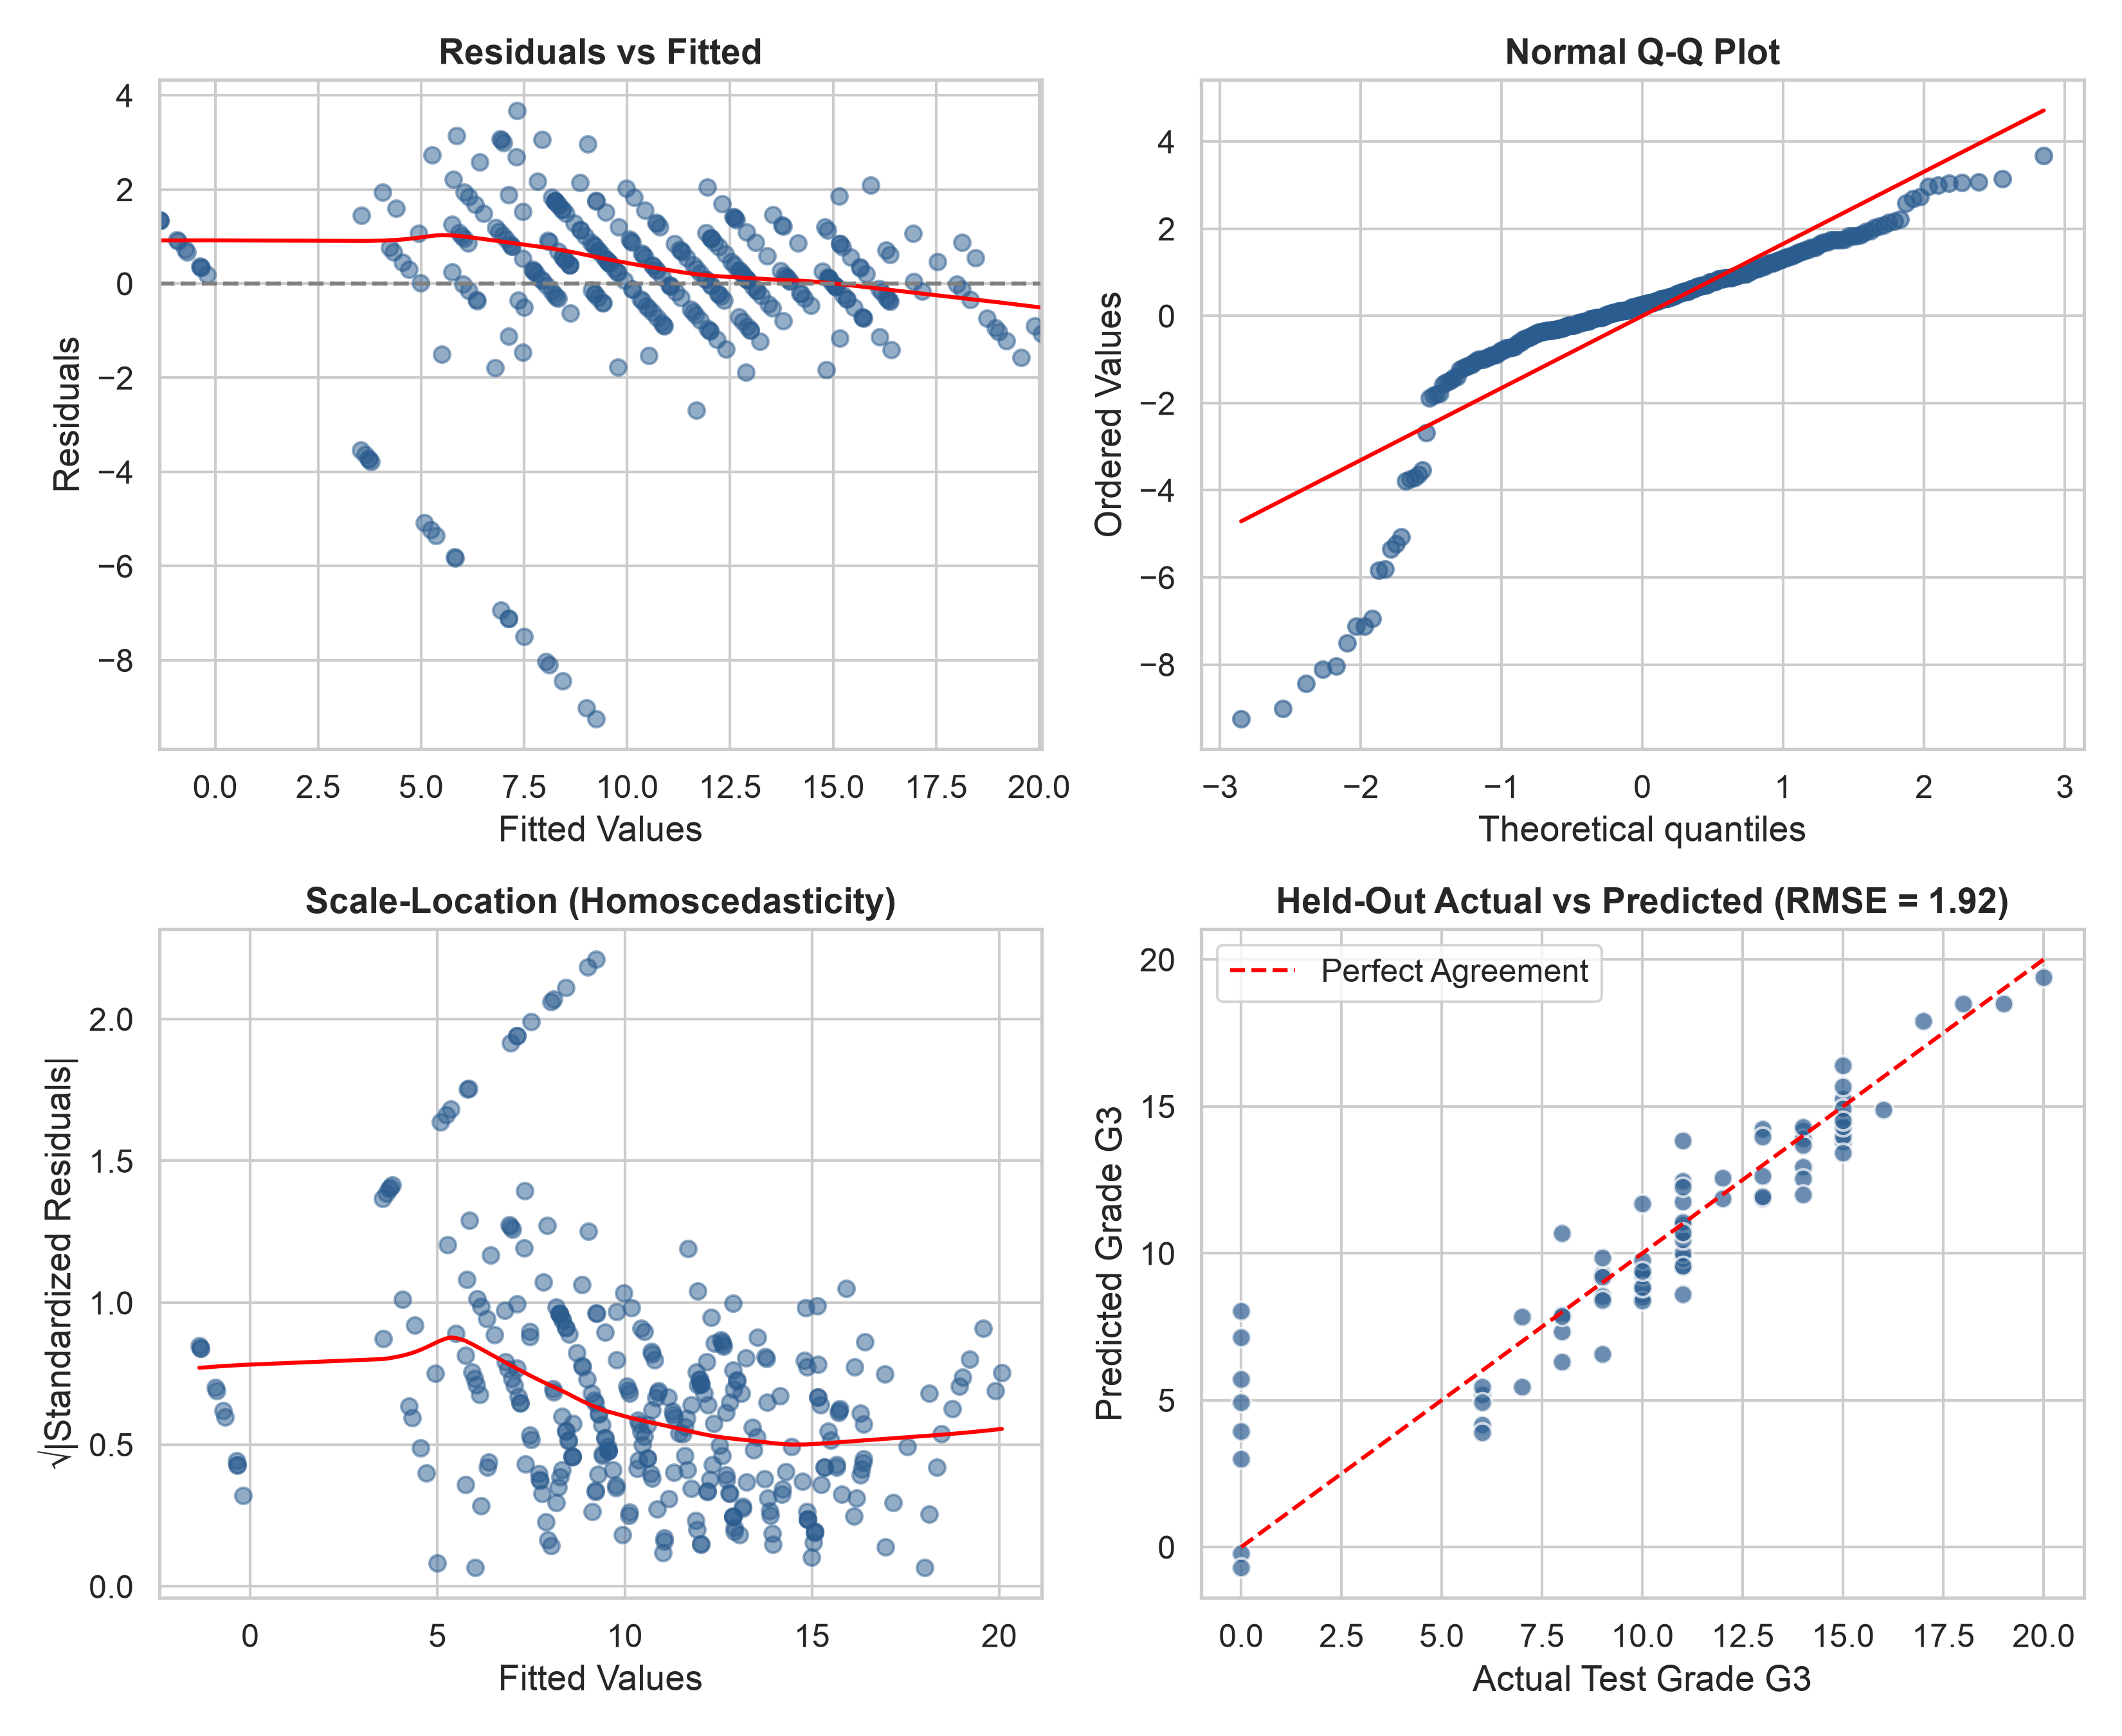 Residuals vs Fitted
4
2
0
−2
−4
−6
−8
Residuals
0.0 2.5 5.0 7.5 10.0 12.5 15.0 17.5 20.0
Fitted Values
Normal Q-Q Plot
4
2
0
−2
−4
−6
−8
Ordered Values
−3 −2 −1 0 1 2 3
Theoretical quantiles
Scale-Location (Homoscedasticity)
2.0
1.5
1.0
0.5
0.0
√|Standardized Residuals|
0 5 10 15 20
Fitted Values
Held-Out Actual vs Predicted (RMSE = 1.92)
Perfect Agreement
20
15
10
5
0
Predicted Grade G3
0.0 2.5 5.0 7.5 10.0 12.5 15.0 17.5 20.0
Actual Test Grade G3